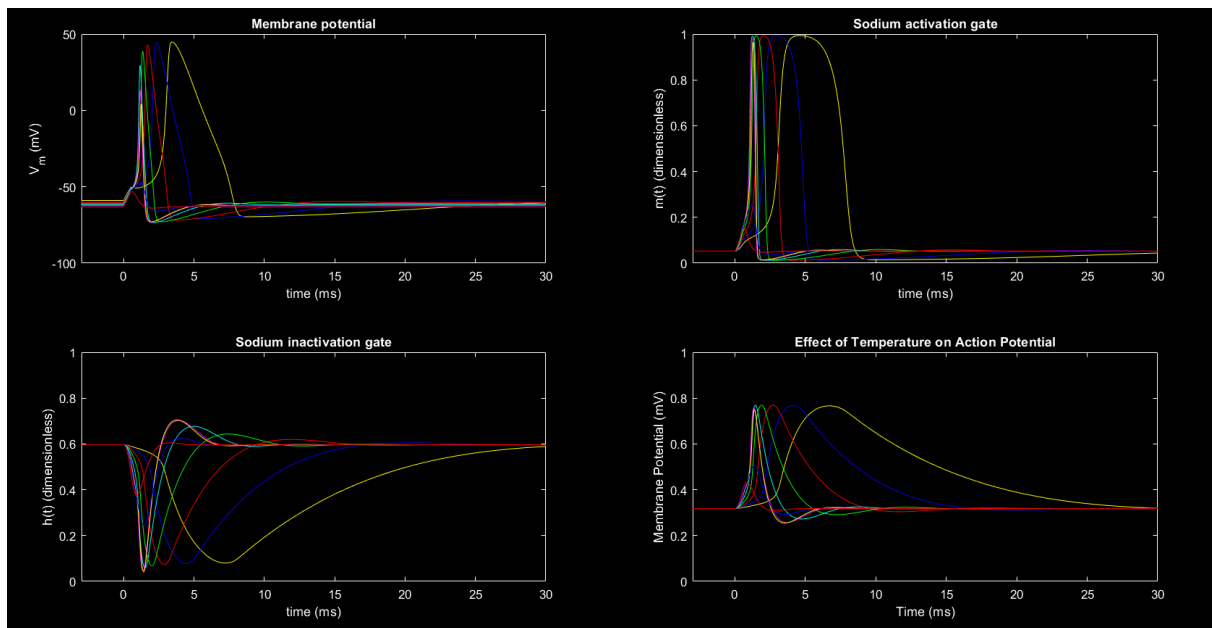 Membrane potential
50
0
-50
-100
V_m (mV)
0 5 10 15 20 25 30
time (ms)
Sodium activation gate
1
0.8
0.6
0.4
0.2
0
m(t) (dimensionless)
0 5 10 15 20 25 30
time (ms)
Sodium inactivation gate
1
0.8
0.6
0.4
0.2
0
h(t) (dimensionless)
0 5 10 15 20 25 30
time (ms)
Effect of Temperature on Action Potential
1
0.8
0.6
0.4
0.2
0
Membrane Potential (mV)
0 5 10 15 20 25 30
Time (ms)